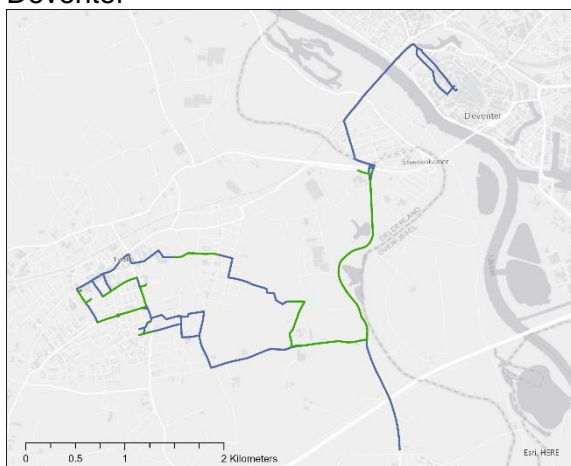 Deventer
Deventer
Steenenkamer
GELDERLAND
OVERIJSSEL
0 0.5 1 2 Kilometers
Esri, HERE